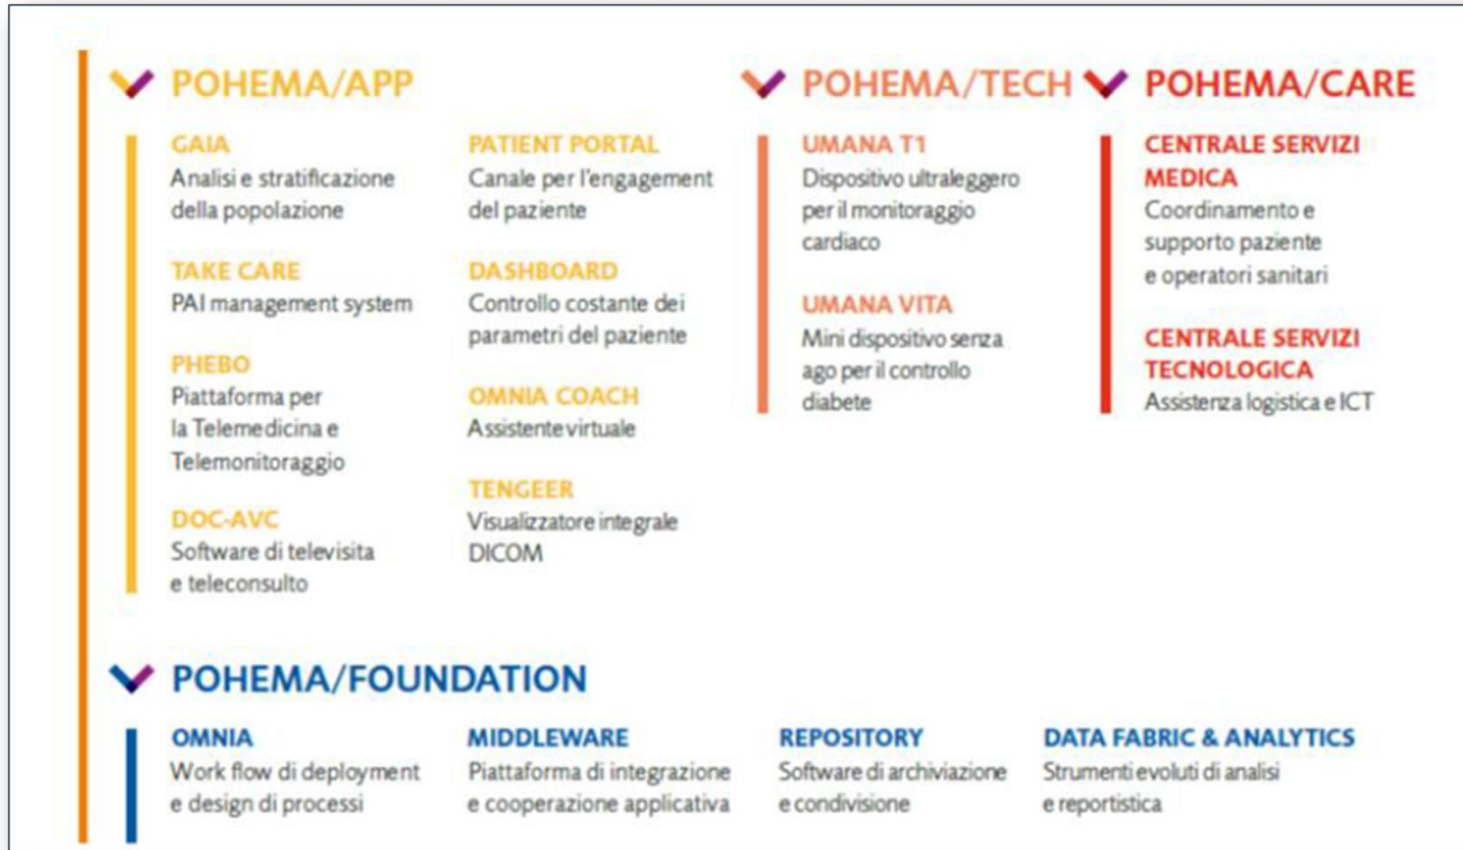 POHEMA/APP
GAIA
Analisi e stratificazione
della popolazione
TAKE CARE
PAI management system
PHEBO
Piattaforma per
la Telemedicina e
Telemonitoraggio
DOC-AVC
Software di televisita
e teleconsulto
PATIENT PORTAL
Canale per l'engagement
del paziente
DASHBOARD
Controllo costante dei
parametri del paziente
OMNIA COACH
Assistente virtuale
TENGEER
Visualizzatore integrale
DICOM
POHEMA/TECH
UMANA T1
Dispositivo ultraleggero
per il monitoraggio
cardiaco
UMANA VITA
Mini dispositivo senza
ago per il controllo
diabete
POHEMA/CARE
CENTRALE SERVIZI
MEDICA
Coordinamento e
supporto paziente
e operatori sanitari
CENTRALE SERVIZI
TECNOLOGICA
Assistenza logistica e ICT
POHEMA/FOUNDATION
OMNIA
Work flow di deployment
e design di processi
MIDDLEWARE
Piattaforma di integrazione
e cooperazione applicativa
REPOSITORY
Software di archiviazione
e condivisione
DATA FABRIC & ANALYTICS
Strumenti evoluti di analisi
e reportistica